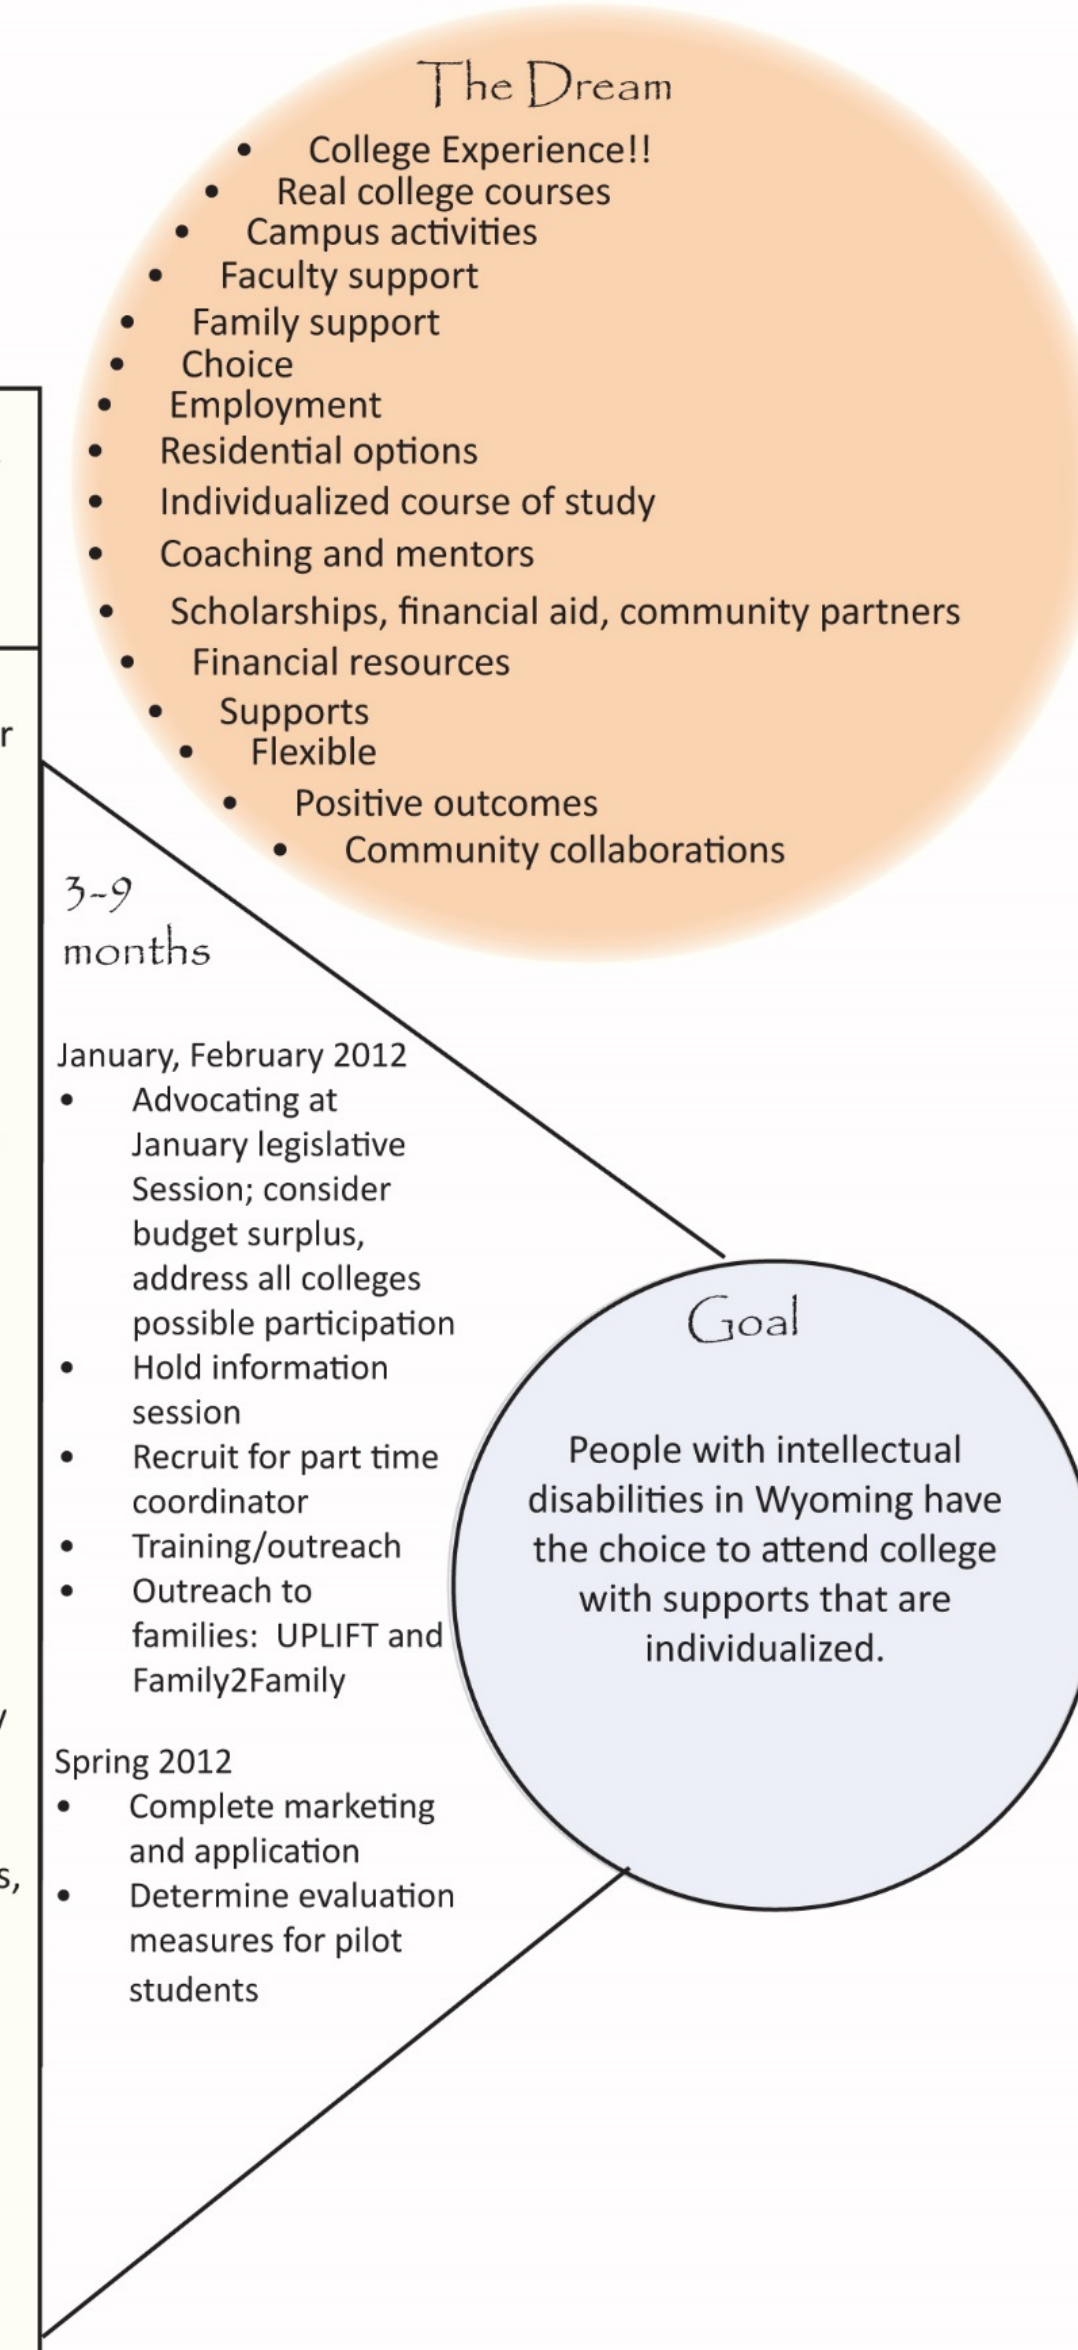 The Dream
• College Experience!!
• Real college courses
• Campus activities
• Faculty support
• Family support
• Choice
• Employment
• Residential options
• Individualized course of study
• Coaching and mentors
• Scholarships, financial aid, community partners
• Financial resources
• Supports
• Flexible
• Positive outcomes
• Community collaborations
3-9
months
January, February 2012
• Advocating at
January legislative
Session; consider
budget surplus,
address all colleges
possible participation
• Hold information
session
• Recruit for part time
coordinator
• Training/outreach
• Outreach to
families: UPLIFT and
Family2Family
Spring 2012
• Complete marketing
and application
• Determine evaluation
measures for pilot
students
Goal
People with intellectual
disabilities in Wyoming have
the choice to attend college
with supports that are
individualized.